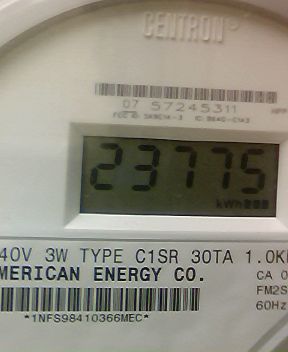 CENTRON
07 57245311
23775
kWh
40V 3W TYPE C1SR 30TA 1.0K
MERICAN ENERGY CO.
CA 0
FM2S
60Hz
*1NFS98410366MEC*